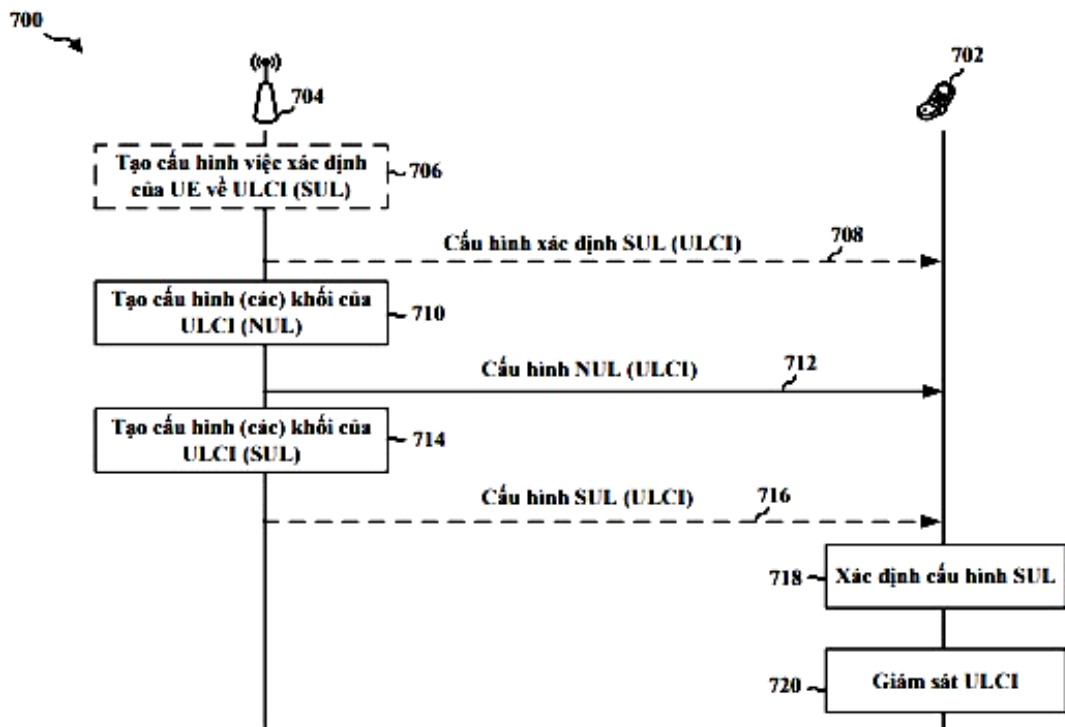 700
702
704
Tạo cấu hình việc xác định
của UE về ULCI (SUL)
706
Cấu hình xác định SUL (ULCI)
708
Tạo cấu hình (các) khối của
ULCI (NUL)
710
Cấu hình NUL (ULCI)
712
Tạo cấu hình (các) khối của
ULCI (SUL)
714
Cấu hình SUL (ULCI)
716
718
Xác định cấu hình SUL
720
Giám sát ULCI